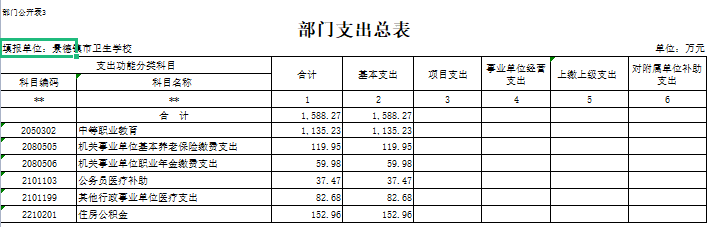 部门公开表3
部门支出总表
填报单位：景德镇市卫生学校 单位：万元
支出功能分类科目 合计 基本支出 项目支出 事业单位经营支出 上缴上级支出 对附属单位补助支出
科目编码 科目名称
** ** 1 2 3 4 5 6
合 计 1,588.27 1,588.27
2050302 中等职业教育 1,135.23 1,135.23
2080505 机关事业单位基本养老保险缴费支出 119.95 119.95
2080506 机关事业单位职业年金缴费支出 59.98 59.98
2101103 公务员医疗补助 37.47 37.47
2101199 其他行政事业单位医疗支出 82.68 82.68
2210201 住房公积金 152.96 152.96